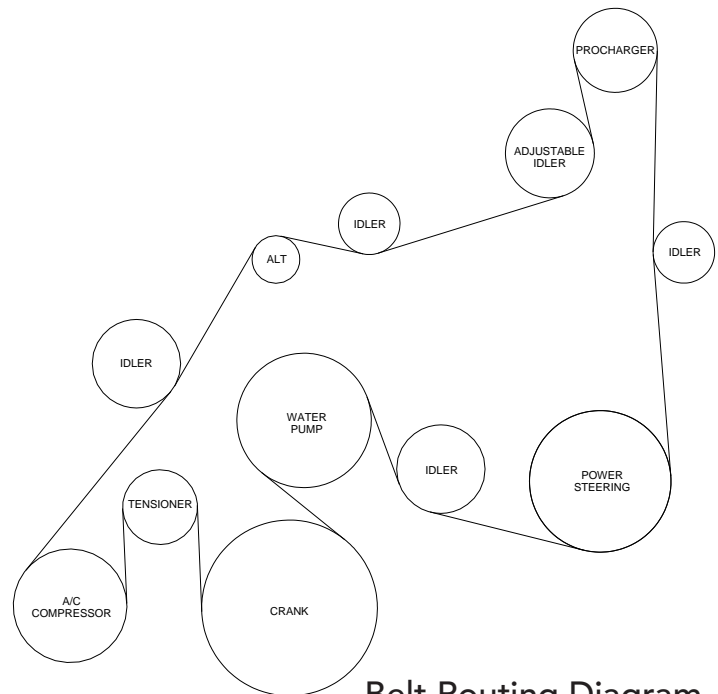 PROCHARGER
ADJUSTABLE
IDLER
IDLER
ALT
IDLER
IDLER
WATER
PUMP
IDLER
POWER
STEERING
TENSIONER
A/C
COMPRESSOR
CRANK
Belt Routing Diagram